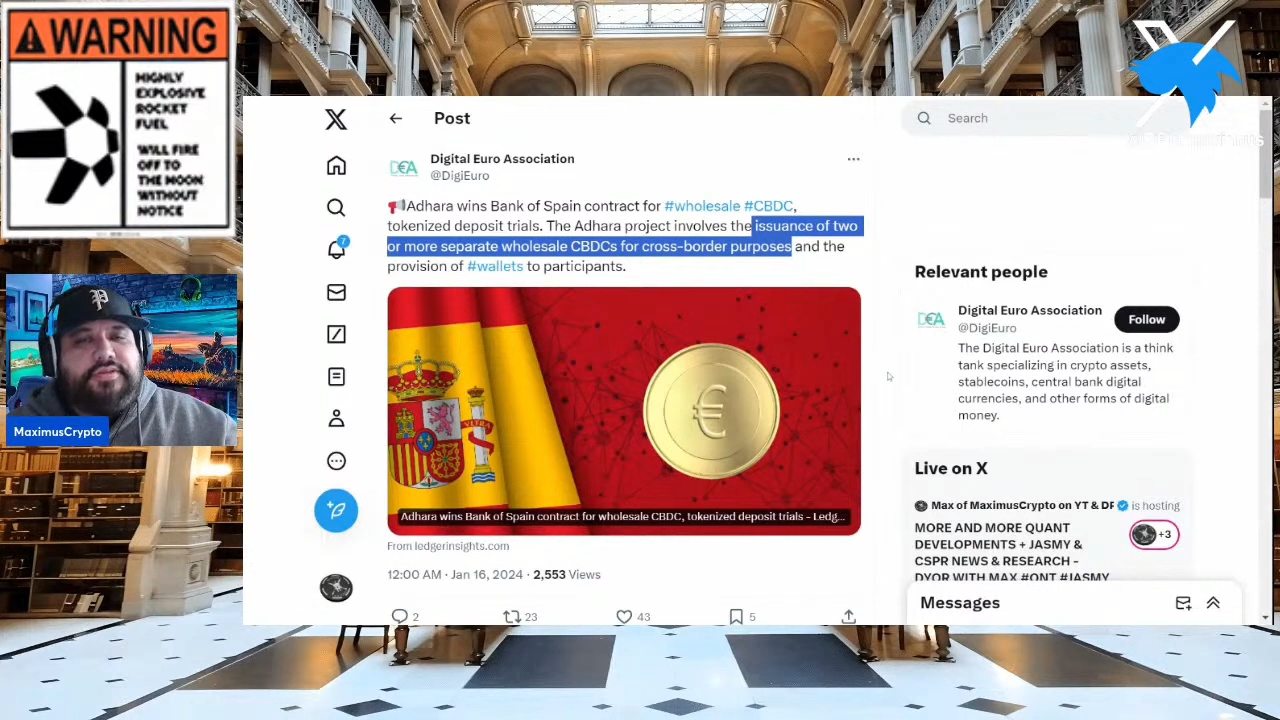 WARNING
HIGHLY
EXPLOSIVE
ROCKET
FUEL
WILL FIRE
OFF TO
THE MOON
WITHOUT
NOTICE
MaximusCrypto
Post
Search
Digital Euro Association
@DigiEuro
Adhara wins Bank of Spain contract for #wholesale #CBDC,
tokenized deposit trials. The Adhara project involves the issuance of two
or more separate wholesale CBDCs for cross-border purposes and the
provision of #wallets to participants.
Adhara wins Bank of Spain contract for wholesale CBDC, tokenized deposit trials - Ledg...
From ledgerinsights.com
12:00 AM · Jan 16, 2024 · 2,553 Views
2
23
43
5
7
Relevant people
Digital Euro Association
@DigiEuro
Follow
The Digital Euro Association is a think
tank specializing in crypto assets,
stablecoins, central bank digital
currencies, and other forms of digital
money.
Live on X
Max of MaximusCrypto on YT & DF is hosting
MORE AND MORE QUANT
DEVELOPMENTS + JASMY &
CSPR NEWS & RESEARCH -
DYOR WITH MAX #QNT #JASMY
+3
Messages